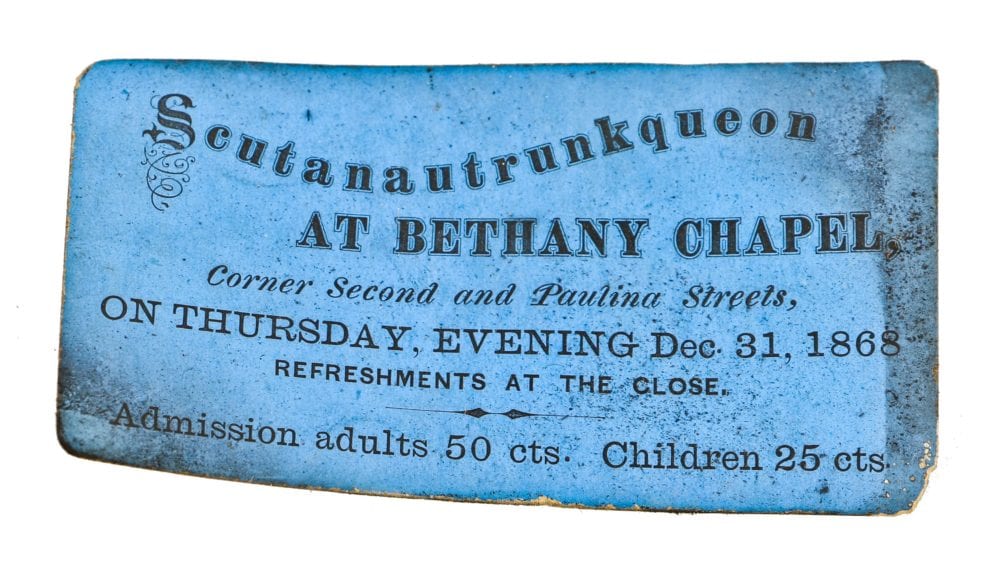 Scutanautrunkqueon
AT BETHANY CHAPEL,
Corner Second and Paulina Streets,
ON THURSDAY, EVENING Dec. 31, 1868
REFRESHMENTS AT THE CLOSE.
Admission adults 50 cts. Children 25 cts.